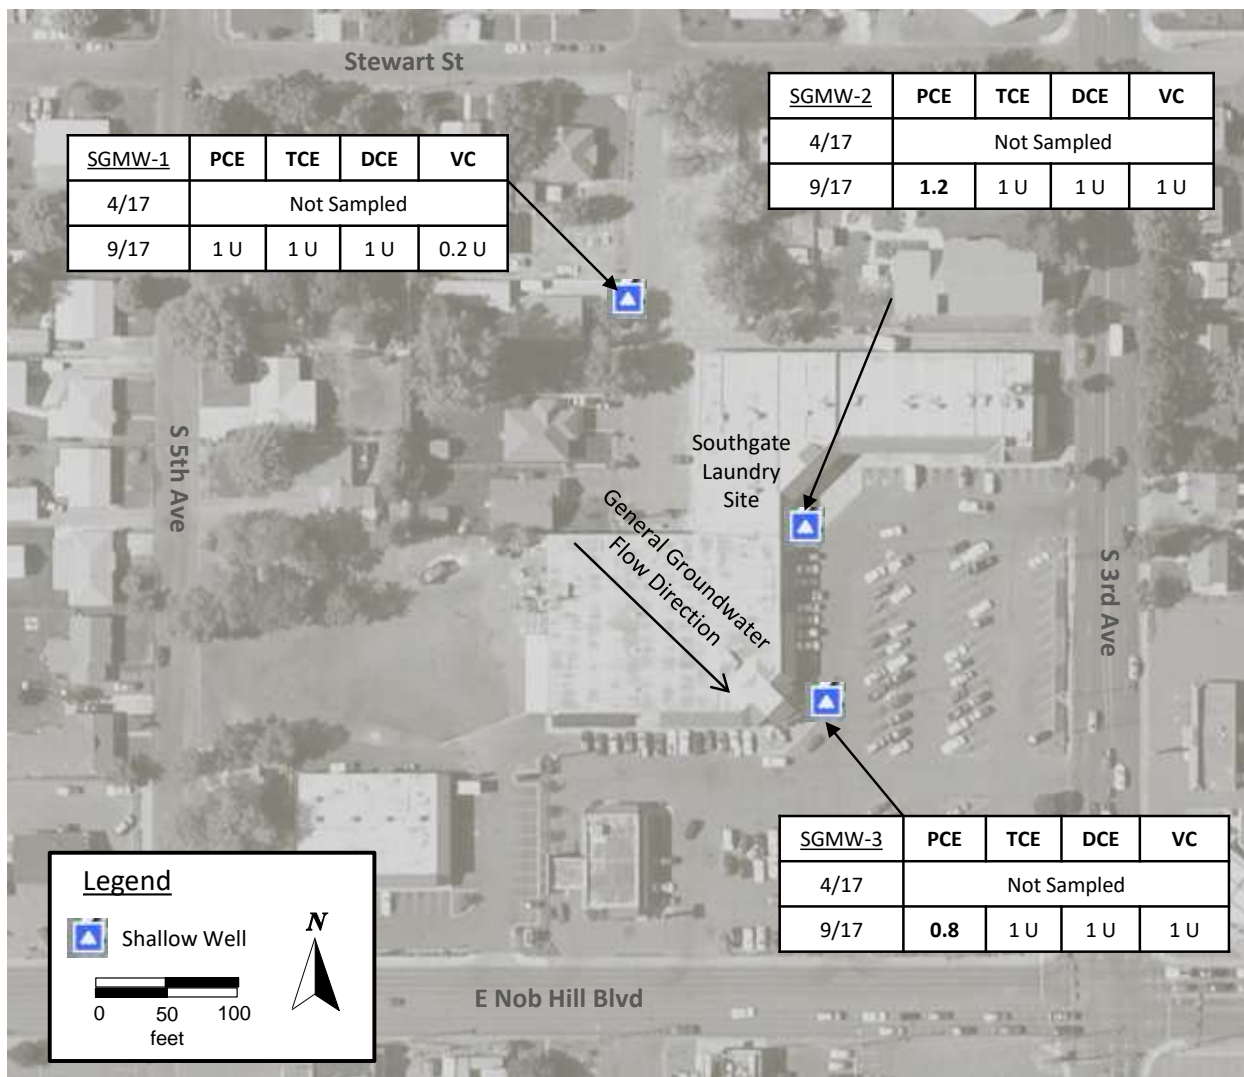 Stewart St
SGMW-2 PCE TCE DCE VC
4/17 Not Sampled
9/17 1.2 1 U 1 U 1 U
SGMW-1 PCE TCE DCE VC
4/17 Not Sampled
9/17 1 U 1 U 1 U 0.2 U
S 5th Ave
Southgate
Laundry
Site
General Groundwater
Flow Direction
S 3rd Ave
SGMW-3 PCE TCE DCE VC
4/17 Not Sampled
9/17 0.8 1 U 1 U 1 U
Legend
Shallow Well
N
0 50 100
feet
E Nob Hill Blvd